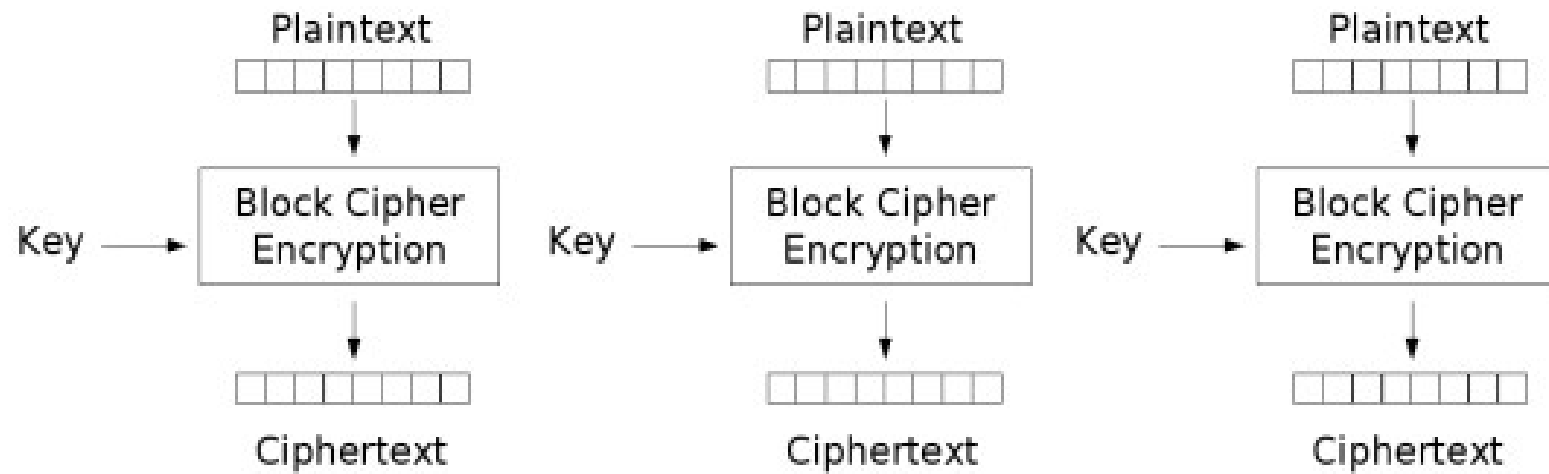 Plaintext
Plaintext
Plaintext
Block Cipher
Encryption
Block Cipher
Encryption
Block Cipher
Encryption
Key
Key
Key
Ciphertext
Ciphertext
Ciphertext